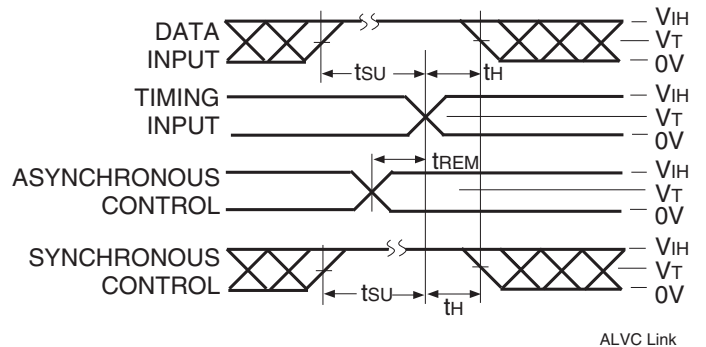 DATA
INPUT
tSU
tH
VIH
VT
0V
TIMING
INPUT
VIH
VT
0V
tREM
ASYNCHRONOUS
CONTROL
VIH
VT
0V
SYNCHRONOUS
CONTROL
tSU
tH
VIH
VT
0V
ALVC Link